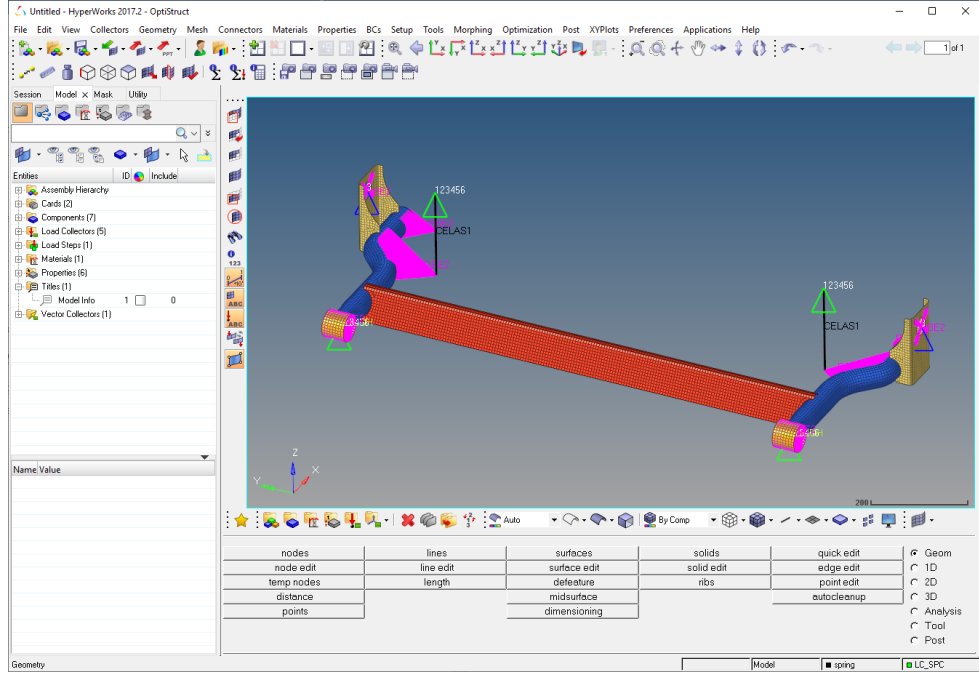 Untitled - HyperWorks 2017.2 - OptiStruct
File Edit View Collectors Geometry Mesh Connectors Materials Properties BCs Setup Tools Morphing Optimization Post XYPlots Preferences Applications Help
1 of 1
Session Model × Mask Utility
Entities ID Include
Assembly Hierarchy
Cards (2)
Components (7)
Load Collectors (5)
Load Steps (1)
Materials (1)
Properties (6)
Titles (1)
Model Info 1 0
Vector Collectors (1)
Name Value
123
ABC
ABC
3
123456
CELAS1
123456
123456
CELAS1
Z
X
Y
200
Auto
By Comp
nodes lines surfaces solids quick edit Geom
node edit line edit surface edit solid edit edge edit 1D
temp nodes length defeature ribs point edit 2D
distance midsurface autocleanup 3D
points dimensioning Analysis
Tool
Post
Geometry Model spring LC_SPC